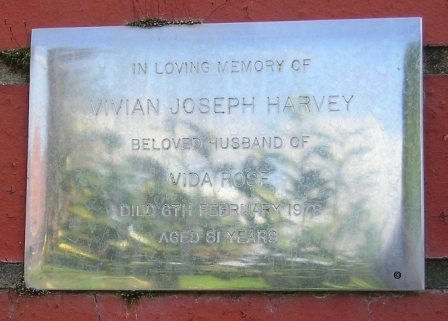 IN LOVING MEMORY OF
VIVIAN JOSEPH HARVEY
BELOVED HUSBAND OF
VIDA ROSE
DIED 6TH FEBRUARY
AGED 81 YEARS